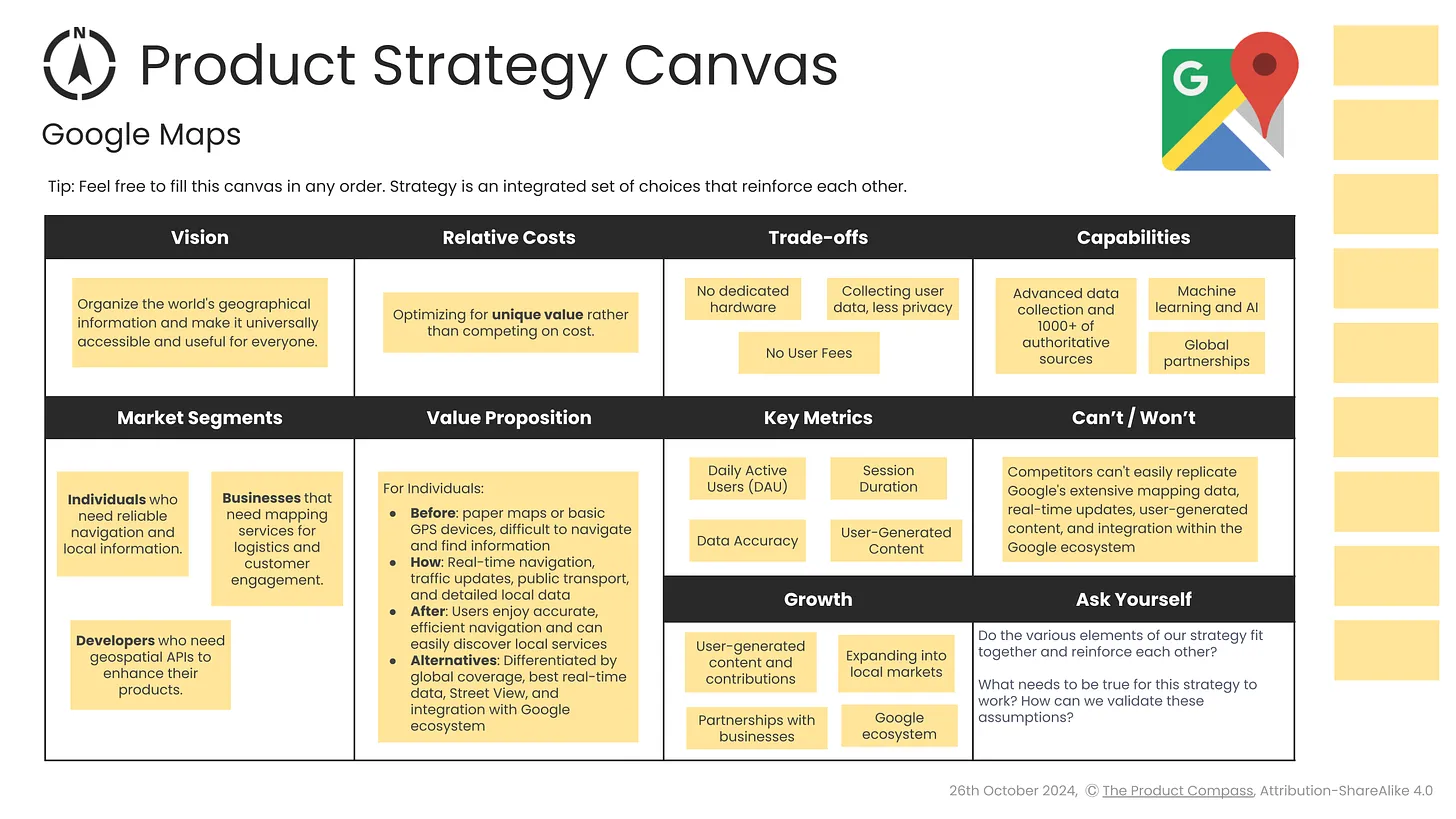 N
Product Strategy Canvas
G
Google Maps
Tip: Feel free to fill this canvas in any order. Strategy is an integrated set of choices that reinforce each other.
Vision
Organize the world's geographical
information and make it universally
accessible and useful for everyone.
Relative Costs
Optimizing for unique value rather
than competing on cost.
Trade-offs
No dedicated
hardware
Collecting user
data, less privacy
No User Fees
Capabilities
Advanced data
collection and
1000+ of
authoritative
sources
Machine
learning and AI
Global
partnerships
Market Segments
Individuals who
need reliable
navigation and
local information.
Businesses that
need mapping
services for
logistics and
customer
engagement.
Developers who need
geospatial APIs to
enhance their
products.
Value Proposition
For Individuals:
● Before: paper maps or basic
GPS devices, difficult to navigate
and find information
● How: Real-time navigation,
traffic updates, public transport,
and detailed local data
● After: Users enjoy accurate,
efficient navigation and can
easily discover local services
● Alternatives: Differentiated by
global coverage, best real-time
data, Street View, and
integration with Google
ecosystem
Key Metrics
Daily Active
Users (DAU)
Session
Duration
Data Accuracy
User-Generated
Content
Can't / Won't
Competitors can't easily replicate
Google's extensive mapping data,
real-time updates, user-generated
content, and integration within the
Google ecosystem
Growth
User-generated
content and
contributions
Expanding into
local markets
Partnerships with
businesses
Google
ecosystem
Ask Yourself
Do the various elements of our strategy fit
together and reinforce each other?
What needs to be true for this strategy to
work? How can we validate these
assumptions?
26th October 2024, Ⓒ The Product Compass, Attribution-ShareAlike 4.0